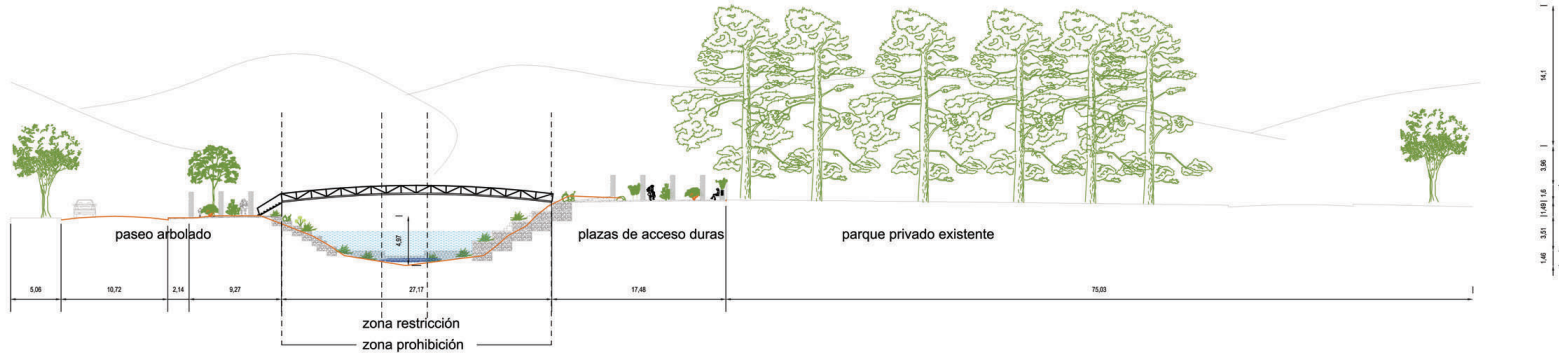 paseo arbolado
plazas de acceso duras
parque privado existente
4,97
5,06
10,72
2,14
9,27
27,17
17,48
75,03
zona restricción
zona prohibición
14,1
3,96
1,6
1,49
3,51
1,46